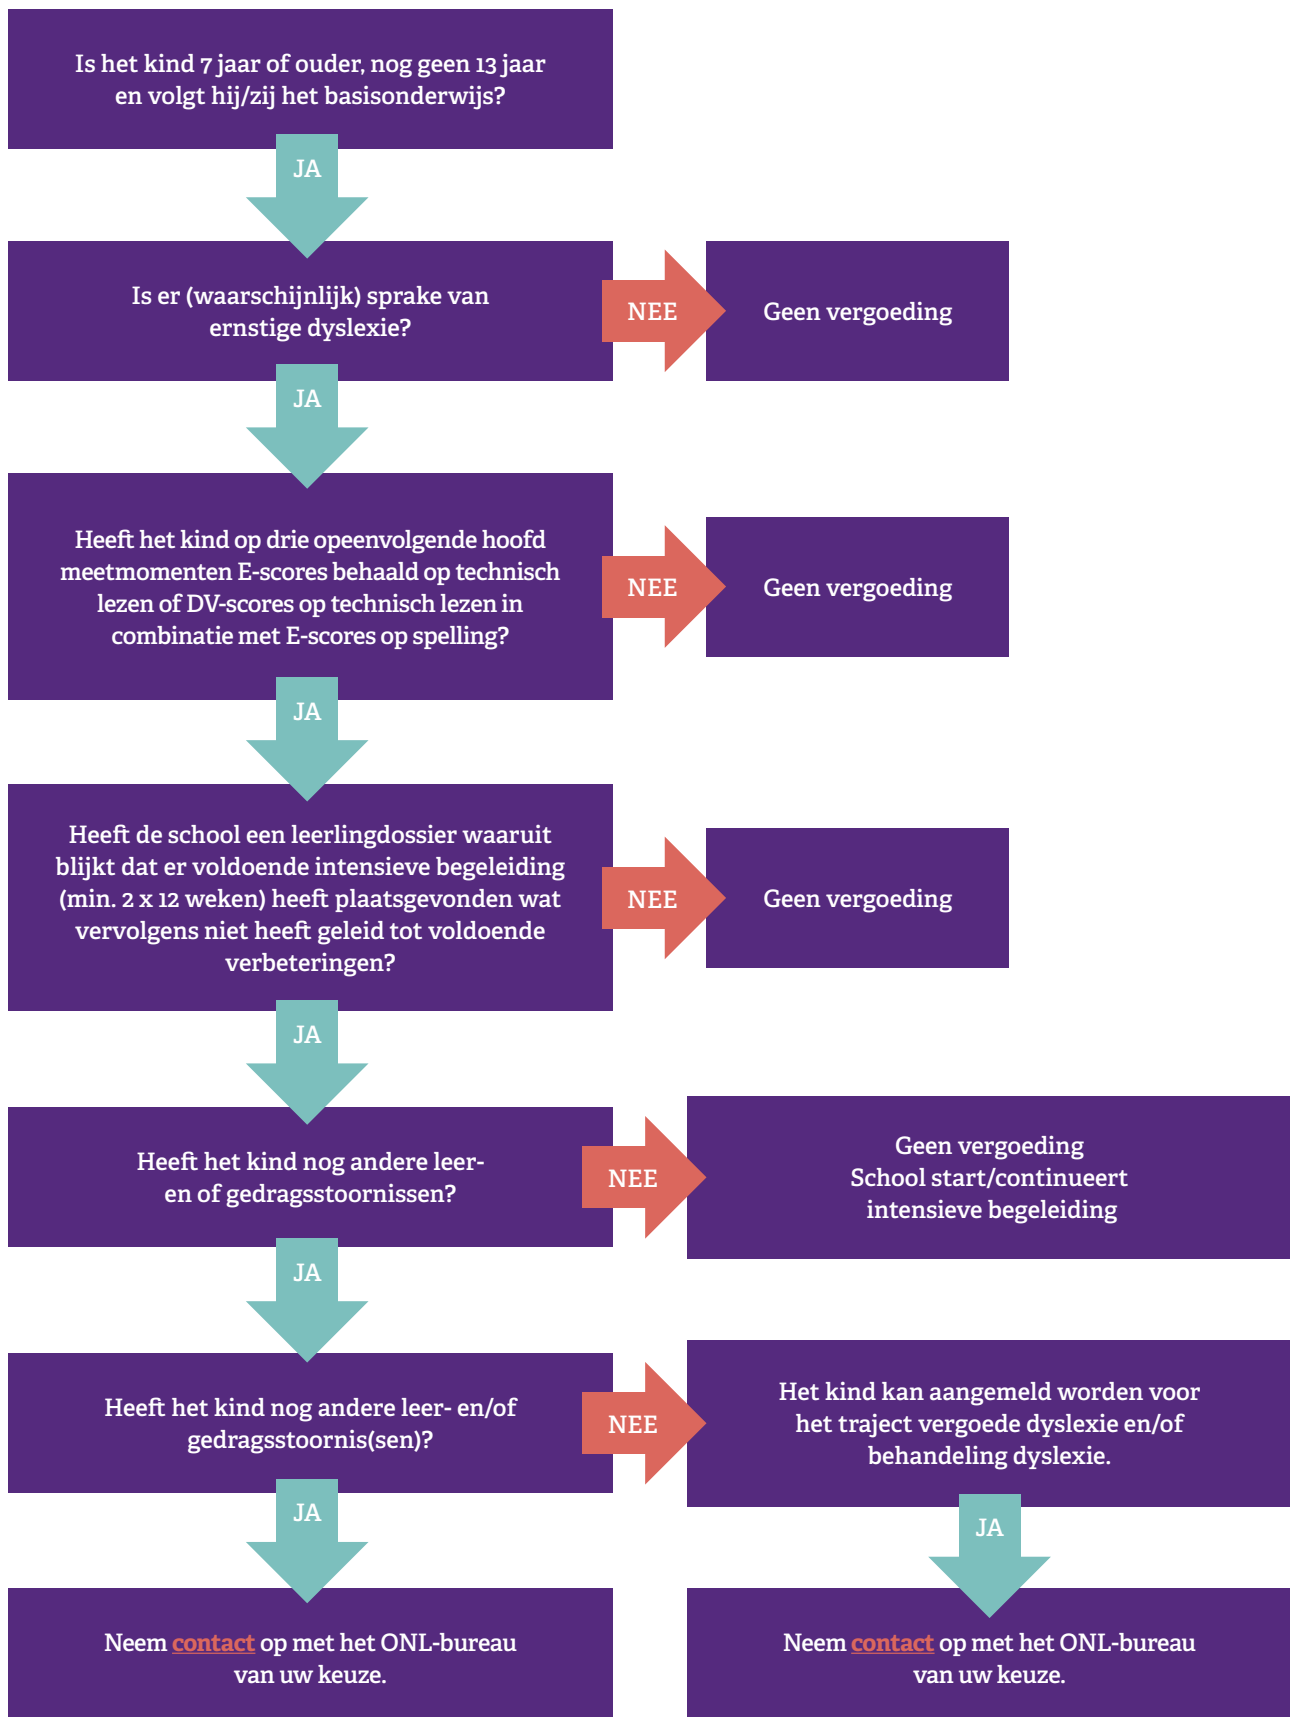 Is het kind 7 jaar of ouder, nog geen 13 jaar
en volgt hij/zij het basisonderwijs?
JA
Is er (waarschijnlijk) sprake van
ernstige dyslexie?
NEE
Geen vergoeding
JA
Heeft het kind op drie opeenvolgende hoofd
meetmomenten E-scores behaald op technisch
lezen of DV-scores op technisch lezen in
combinatie met E-scores op spelling?
NEE
Geen vergoeding
JA
Heeft de school een leerlingdossier waaruit
blijkt dat er voldoende intensieve begeleiding
(min. 2 x 12 weken) heeft plaatsgevonden wat
vervolgens niet heeft geleid tot voldoende
verbeteringen?
NEE
Geen vergoeding
JA
Heeft het kind nog andere leer-
en of gedragsstoornissen?
NEE
Geen vergoeding
School start/continueert
intensieve begeleiding
JA
Heeft het kind nog andere leer- en/of
gedragsstoornis(sen)?
NEE
Het kind kan aangemeld worden voor
het traject vergoede dyslexie en/of
behandeling dyslexie.
JA
JA
Neem contact op met het ONL-bureau
van uw keuze.
Neem contact op met het ONL-bureau
van uw keuze.